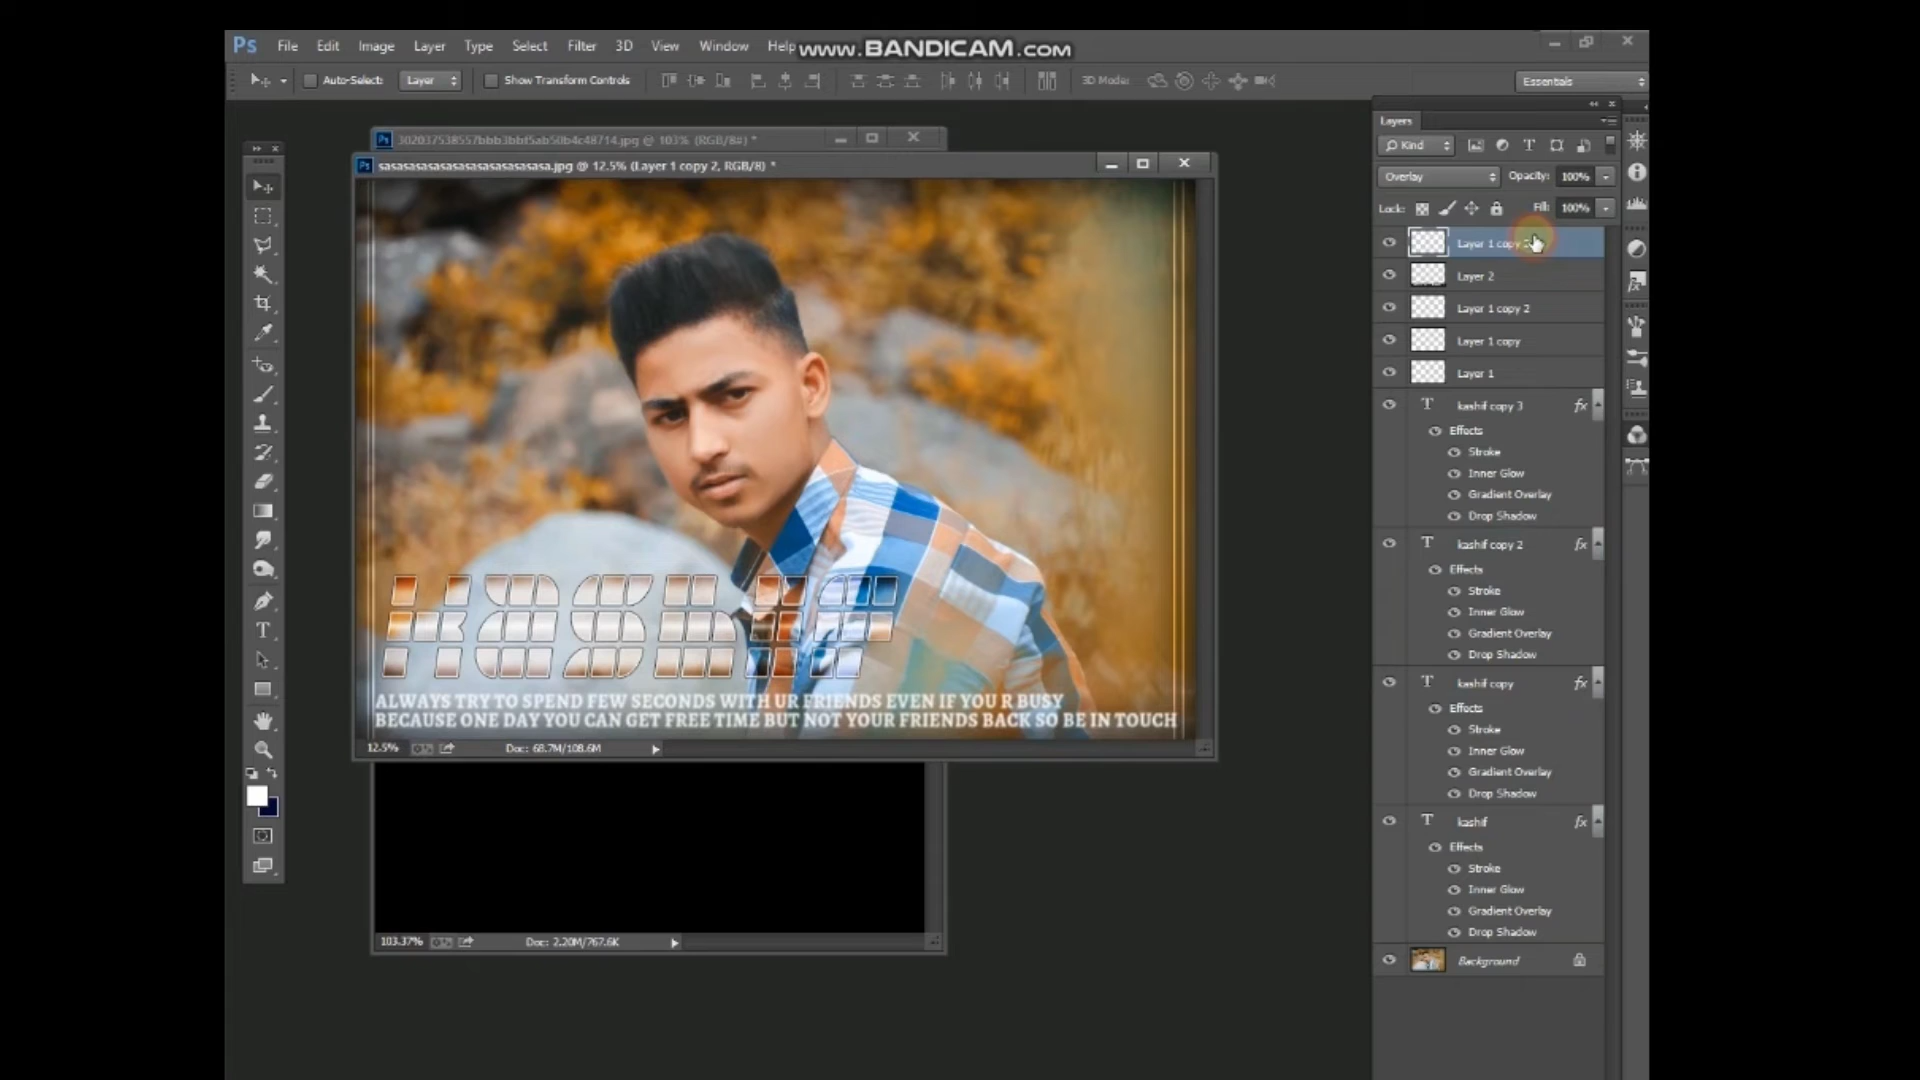 Ps File Edit Image Layer Type Select Filter 3D View Window Help
www.BANDICAM.com
Auto-Select: Layer Show Transform Controls 3D Mode: Essentials
Layers
Kind
Overlay Opacity: 100%
Lock: Fill: 100%
302037538557bbb3bbf5ab50b4c48714.jpg @ 103% (RGB/8#) *
sasasasasasasasasasasasasasa.jpg @ 12.5% (Layer 1 copy 2, RGB/8) *
KASHIF
ALWAYS TRY TO SPEND FEW SECONDS WITH UR FRIENDS EVEN IF YOU R BUSY
BECAUSE ONE DAY YOU CAN GET FREE TIME BUT NOT YOUR FRIENDS BACK SO BE IN TOUCH
12.5% Doc: 68.7M/108.6M
103.37% Doc: 2.20M/767.6K
Layer 1 copy
Layer 2
Layer 1 copy 2
Layer 1 copy
Layer 1
T kashif copy 3 fx
Effects
Stroke
Inner Glow
Gradient Overlay
Drop Shadow
T kashif copy 2 fx
Effects
Stroke
Inner Glow
Gradient Overlay
Drop Shadow
T kashif copy fx
Effects
Stroke
Inner Glow
Gradient Overlay
Drop Shadow
T kashif fx
Effects
Stroke
Inner Glow
Gradient Overlay
Drop Shadow
Background